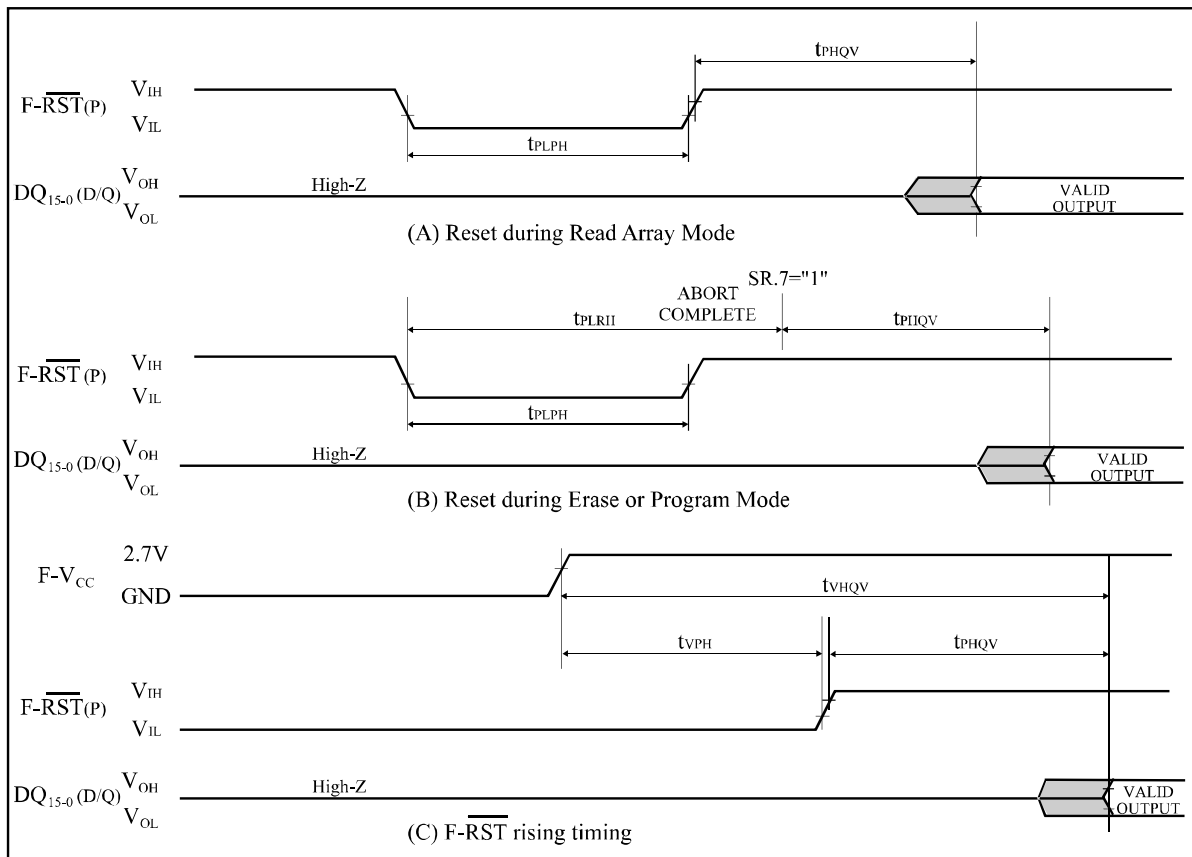 tPHQV
F-RST(P)
VIH
VIL
tPLPH
DQ15-0 (D/Q)
VOH
VOL
High-Z
VALID
OUTPUT
(A) Reset during Read Array Mode
SR.7="1"
ABORT
COMPLETE
tPLRH
tPHQV
F-RST (P)
VIH
VIL
tPLPH
DQ15-0 (D/Q)
VOH
VOL
High-Z
VALID
OUTPUT
(B) Reset during Erase or Program Mode
F-VCC
2.7V
GND
tVHQV
tVPH
tPHQV
F-RST(P)
VIH
VIL
DQ15-0 (D/Q)
VOH
VOL
High-Z
VALID
OUTPUT
(C) F-RST rising timing